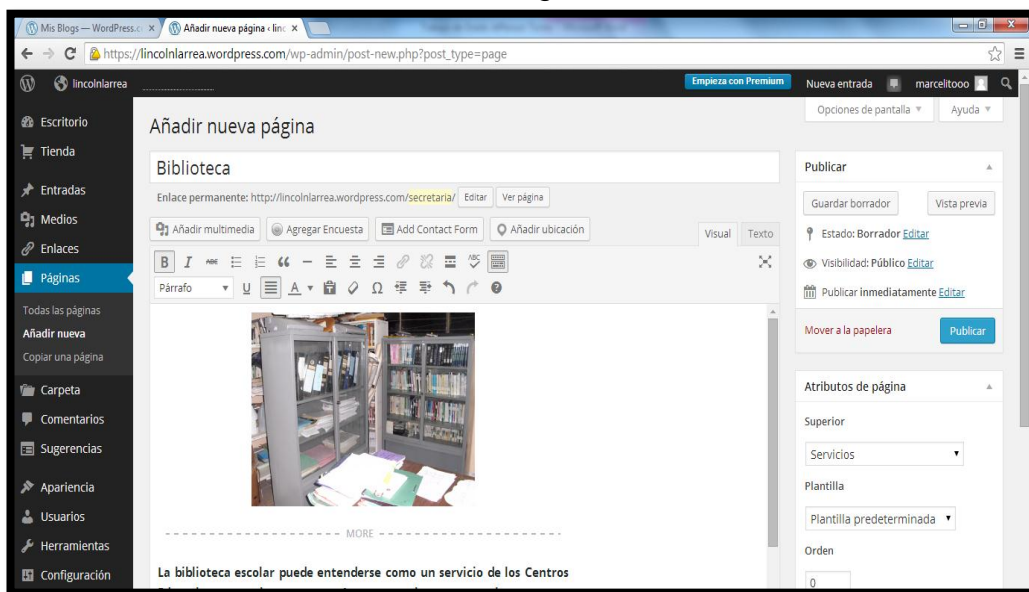 Mis Blogs — WordPress.c
Añadir nueva página ‹ linc
https://lincolnlarrea.wordpress.com/wp-admin/post-new.php?post_type=page
lincolnlarrea
Empieza con Premium
Nueva entrada
marcelitooo
Opciones de pantalla
Ayuda
Escritorio
Tienda
Entradas
Medios
Enlaces
Páginas
Todas las páginas
Añadir nueva
Copiar una página
Carpeta
Comentarios
Sugerencias
Apariencia
Usuarios
Herramientas
Configuración
Añadir nueva página
Biblioteca
Enlace permanente: http://lincolnlarrea.wordpress.com/secretaria/ Editar Ver página
Añadir multimedia Agregar Encuesta Add Contact Form Añadir ubicación
Visual Texto
B I ABC ABC
Párrafo U A T Ω
MORE
La biblioteca escolar puede entenderse como un servicio de los Centros
Publicar
Guardar borrador Vista previa
Estado: Borrador Editar
Visibilidad: Público Editar
Publicar inmediatamente Editar
Mover a la papelera Publicar
Atributos de página
Superior
Servicios
Plantilla
Plantilla predeterminada
Orden
0